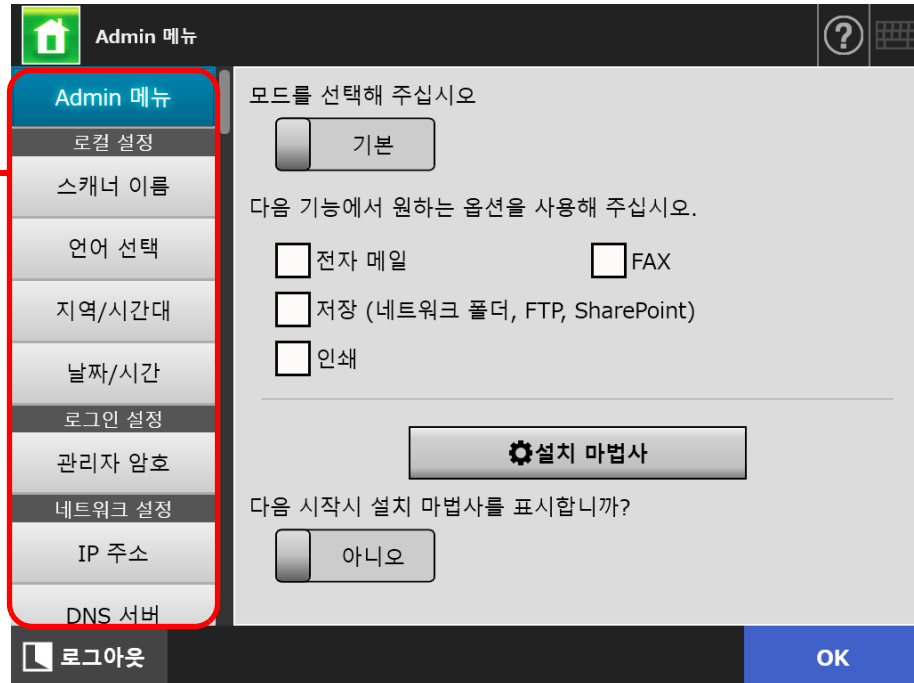 Admin 메뉴
?
Admin 메뉴
로컬 설정
스캐너 이름
언어 선택
지역/시간대
날짜/시간
로그인 설정
관리자 암호
네트워크 설정
IP 주소
DNS 서버
모드를 선택해 주십시오
기본
다음 기능에서 원하는 옵션을 사용해 주십시오.
전자 메일
FAX
저장 (네트워크 폴더, FTP, SharePoint)
인쇄
설치 마법사
다음 시작시 설치 마법사를 표시합니까?
아니오
로그아웃
OK